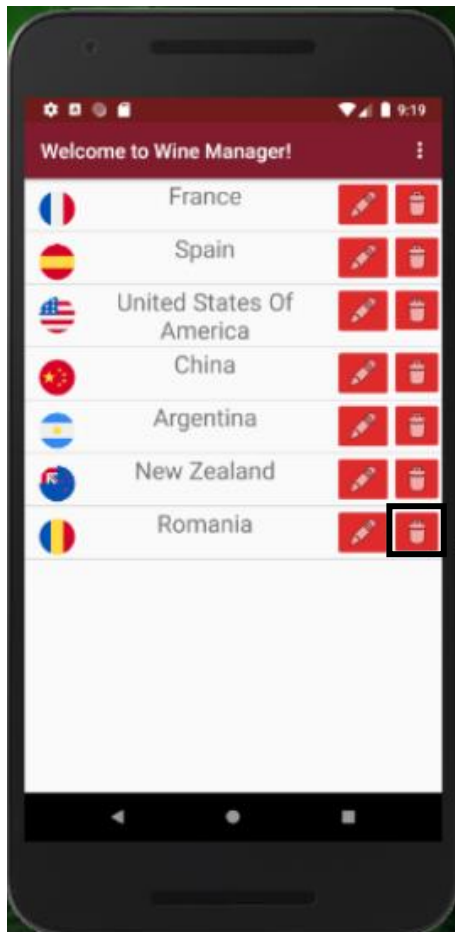 9:19
Welcome to Wine Manager!
France
Spain
United States Of
America
China
Argentina
New Zealand
Romania